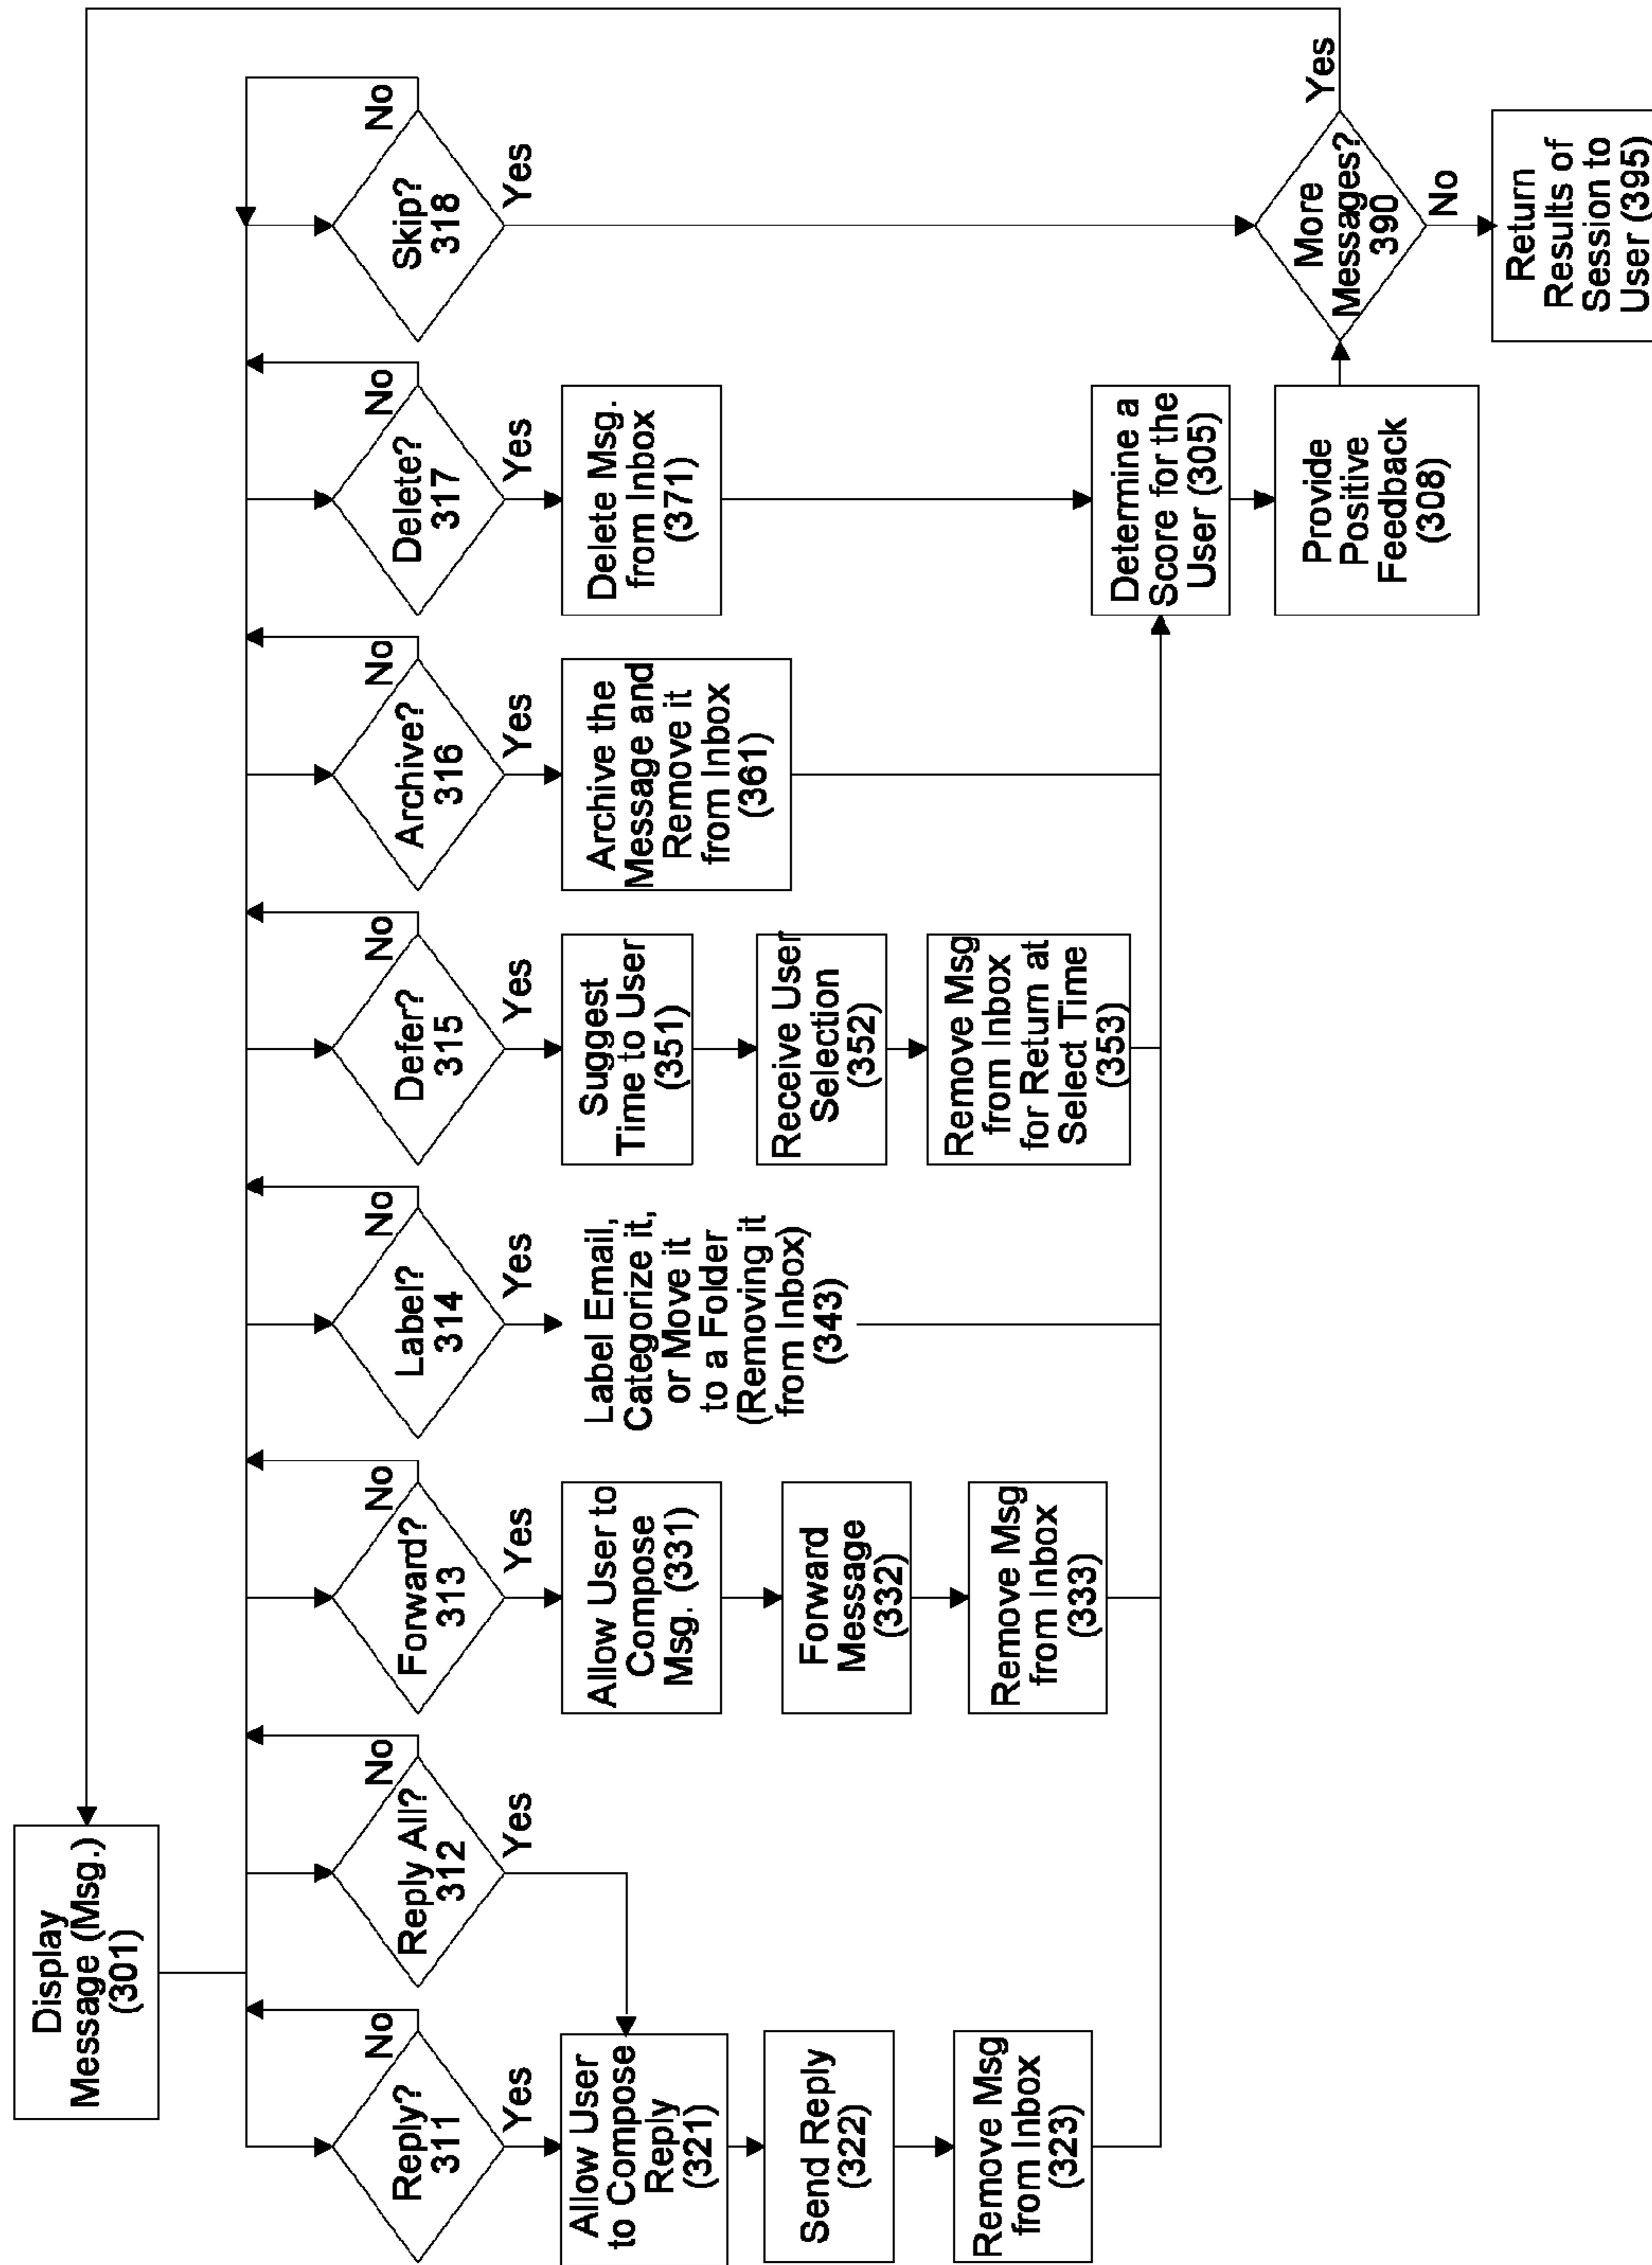 Display
Message (Msg.)
(301)
Reply?
311
No
Yes
Reply All?
312
No
Yes
Forward?
313
No
Yes
Label?
314
No
Yes
Defer?
315
No
Yes
Archive?
316
No
Yes
Delete?
317
No
Yes
Skip?
318
No
Yes
Allow User
to Compose
Reply
(321)
Send Reply
(322)
Remove Msg
from Inbox
(323)
Allow User to
Compose
Msg. (331)
Forward
Message
(332)
Remove Msg
from Inbox
(333)
Label Email,
Categorize it,
or Move it
to a Folder
(Removing it
from Inbox)
(343)
Suggest
Time to User
(351)
Receive User
Selection
(352)
Remove Msg
from Inbox
for Return at
Select Time
(353)
Archive the
Message and
Remove it
from Inbox
(361)
Delete Msg.
from Inbox
(371)
Determine a
Score for the
User (305)
Provide
Positive
Feedback
(308)
More
Messages?
390
Yes
No
Return
Results of
Session to
User (395)